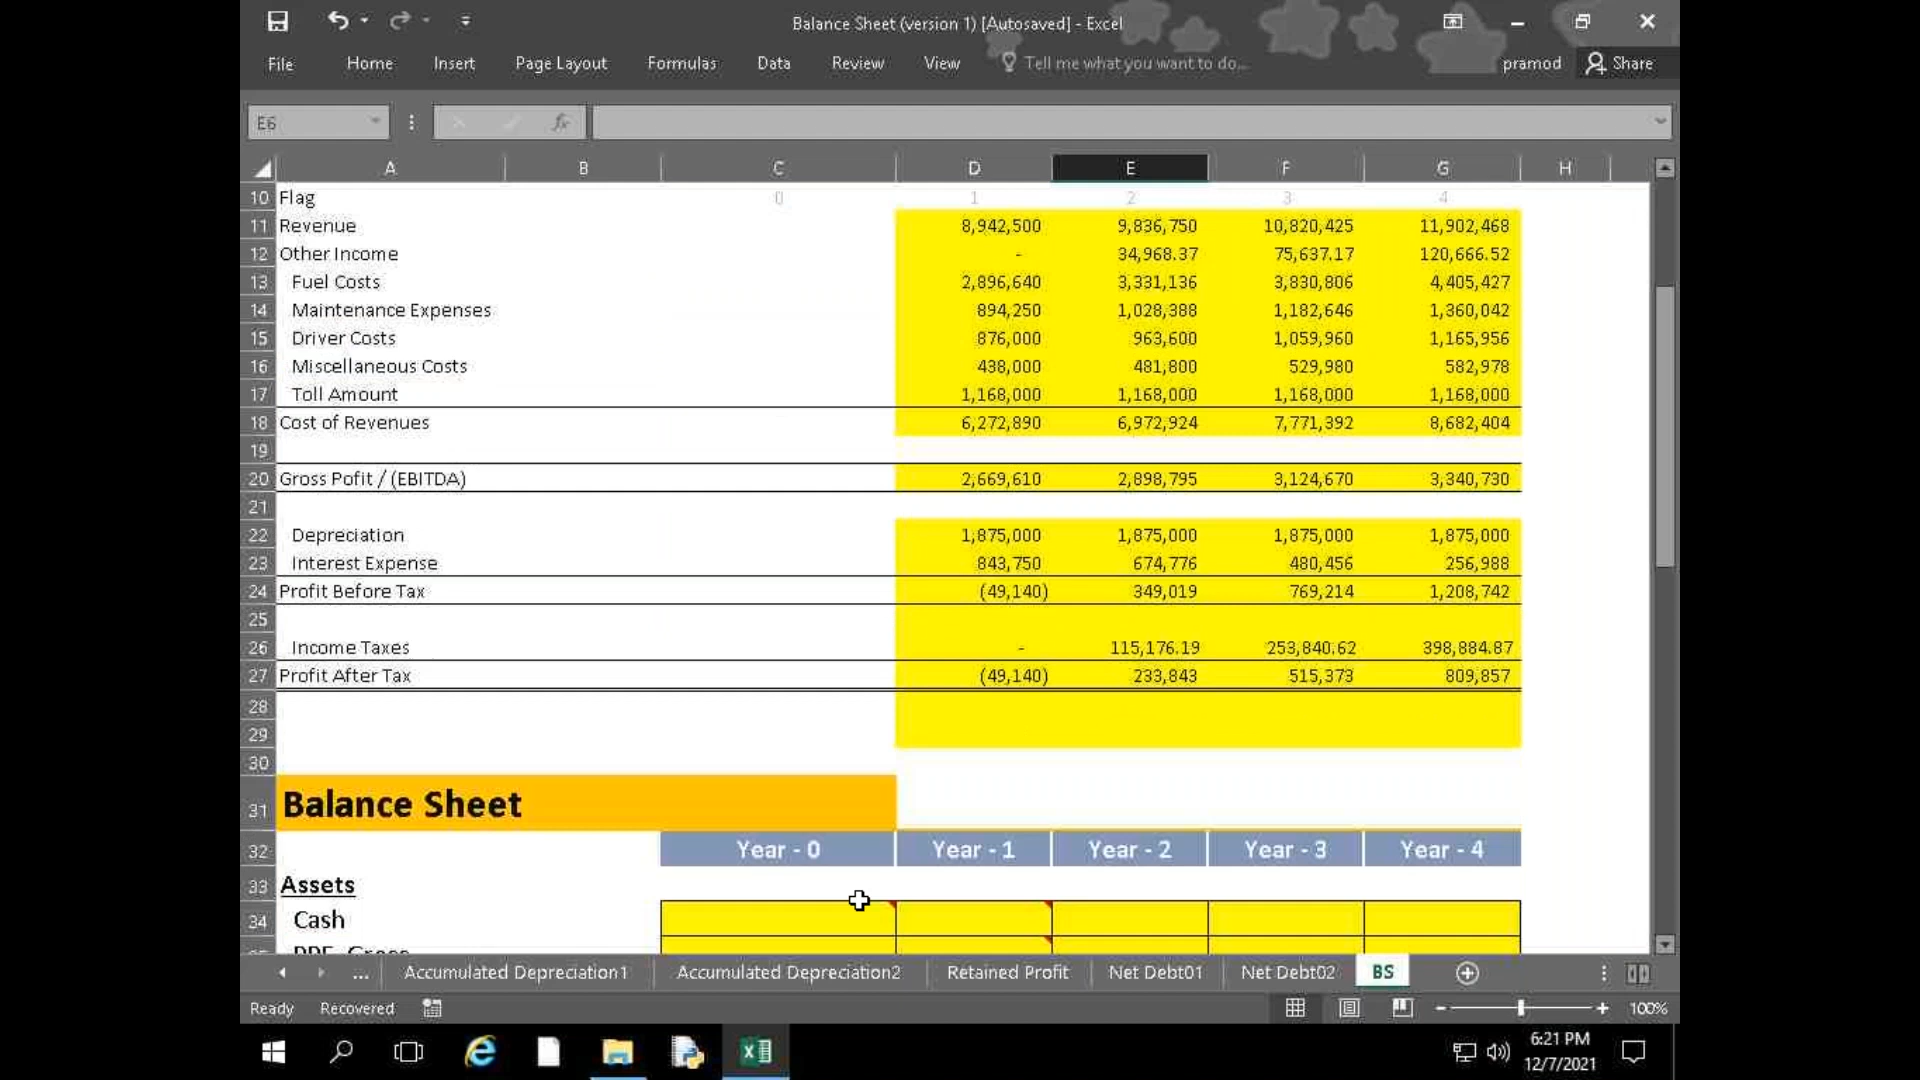 Balance Sheet (version 1) [Autosaved] - Excel
File Home Insert Page Layout Formulas Data Review View Tell me what you want to do... pramod Share
E6 fx
A B C D E F G H
10 Flag 0 1 2 3 4
11 Revenue 8,942,500 9,836,750 10,820,425 11,902,468
12 Other Income - 34,968.37 75,637.17 120,666.52
13 Fuel Costs 2,896,640 3,331,136 3,830,806 4,405,427
14 Maintenance Expenses 894,250 1,028,388 1,182,646 1,360,042
15 Driver Costs 876,000 963,600 1,059,960 1,165,956
16 Miscellaneous Costs 438,000 481,800 529,980 582,978
17 Toll Amount 1,168,000 1,168,000 1,168,000 1,168,000
18 Cost of Revenues 6,272,890 6,972,924 7,771,392 8,682,404
19
20 Gross Pofit / (EBITDA) 2,669,610 2,898,795 3,124,670 3,340,730
21
22 Depreciation 1,875,000 1,875,000 1,875,000 1,875,000
23 Interest Expense 843,750 674,776 480,456 256,988
24 Profit Before Tax (49,140) 349,019 769,214 1,208,742
25
26 Income Taxes - 115,176.19 253,840.62 398,884.87
27 Profit After Tax (49,140) 233,843 515,373 809,857
28
29
30
31 Balance Sheet
32 Year - 0 Year - 1 Year - 2 Year - 3 Year - 4
33 Assets
34 Cash
... Accumulated Depreciation1 Accumulated Depreciation2 Retained Profit Net Debt01 Net Debt02 BS
Ready Recovered 100%
6:21 PM
12/7/2021